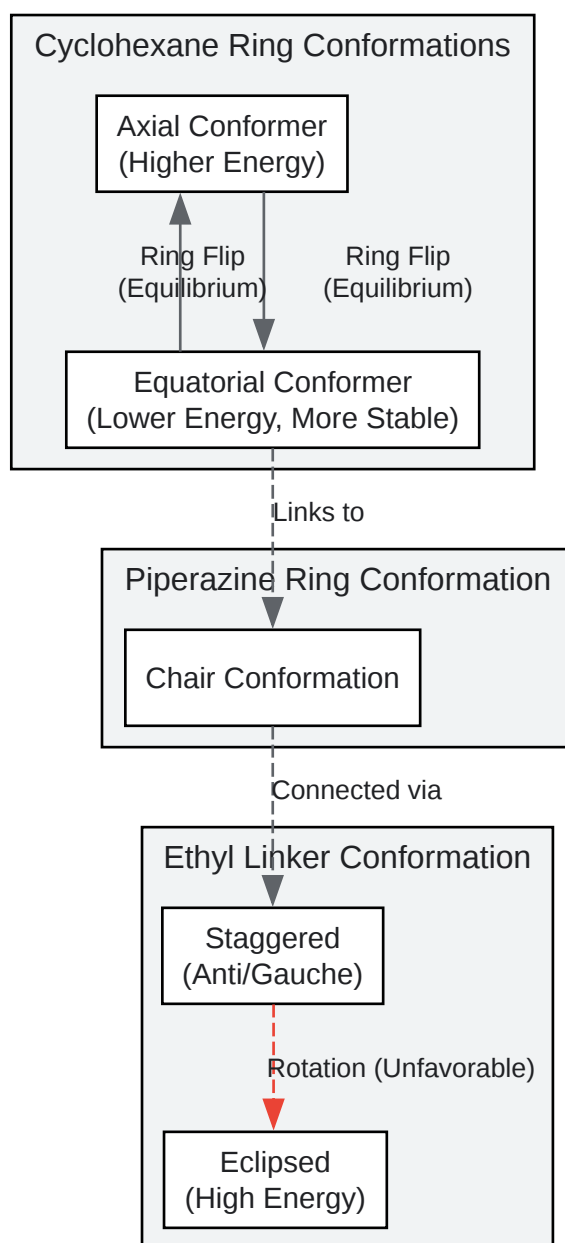 Cyclohexane Ring Conformations
Axial Conformer
(Higher Energy)
Ring Flip
(Equilibrium)
Ring Flip
(Equilibrium)
Equatorial Conformer
(Lower Energy, More Stable)
Links to
Piperazine Ring Conformation
Chair Conformation
Connected via
Ethyl Linker Conformation
Staggered
(Anti/Gauche)
Rotation (Unfavorable)
Eclipsed
(High Energy)